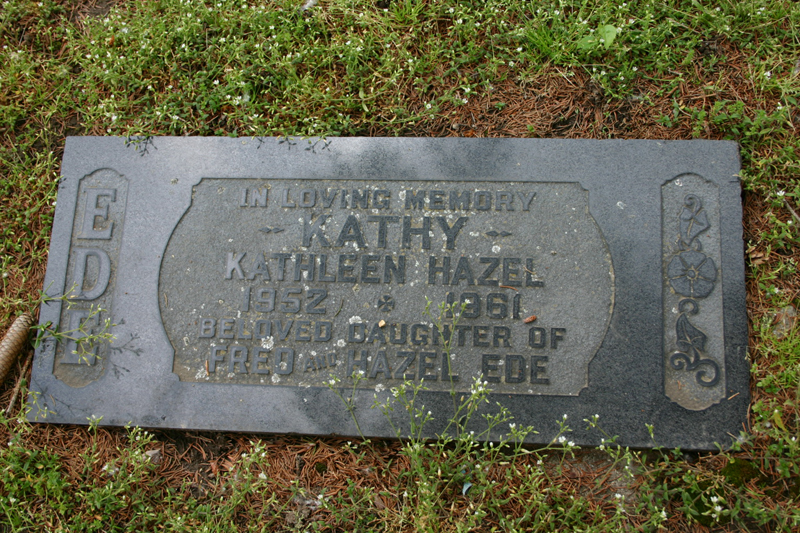 EDE
IN LOVING MEMORY
KATHY
KATHLEEN HAZEL
1952 1961
BELOVED DAUGHTER OF
FRED AND HAZEL EDE